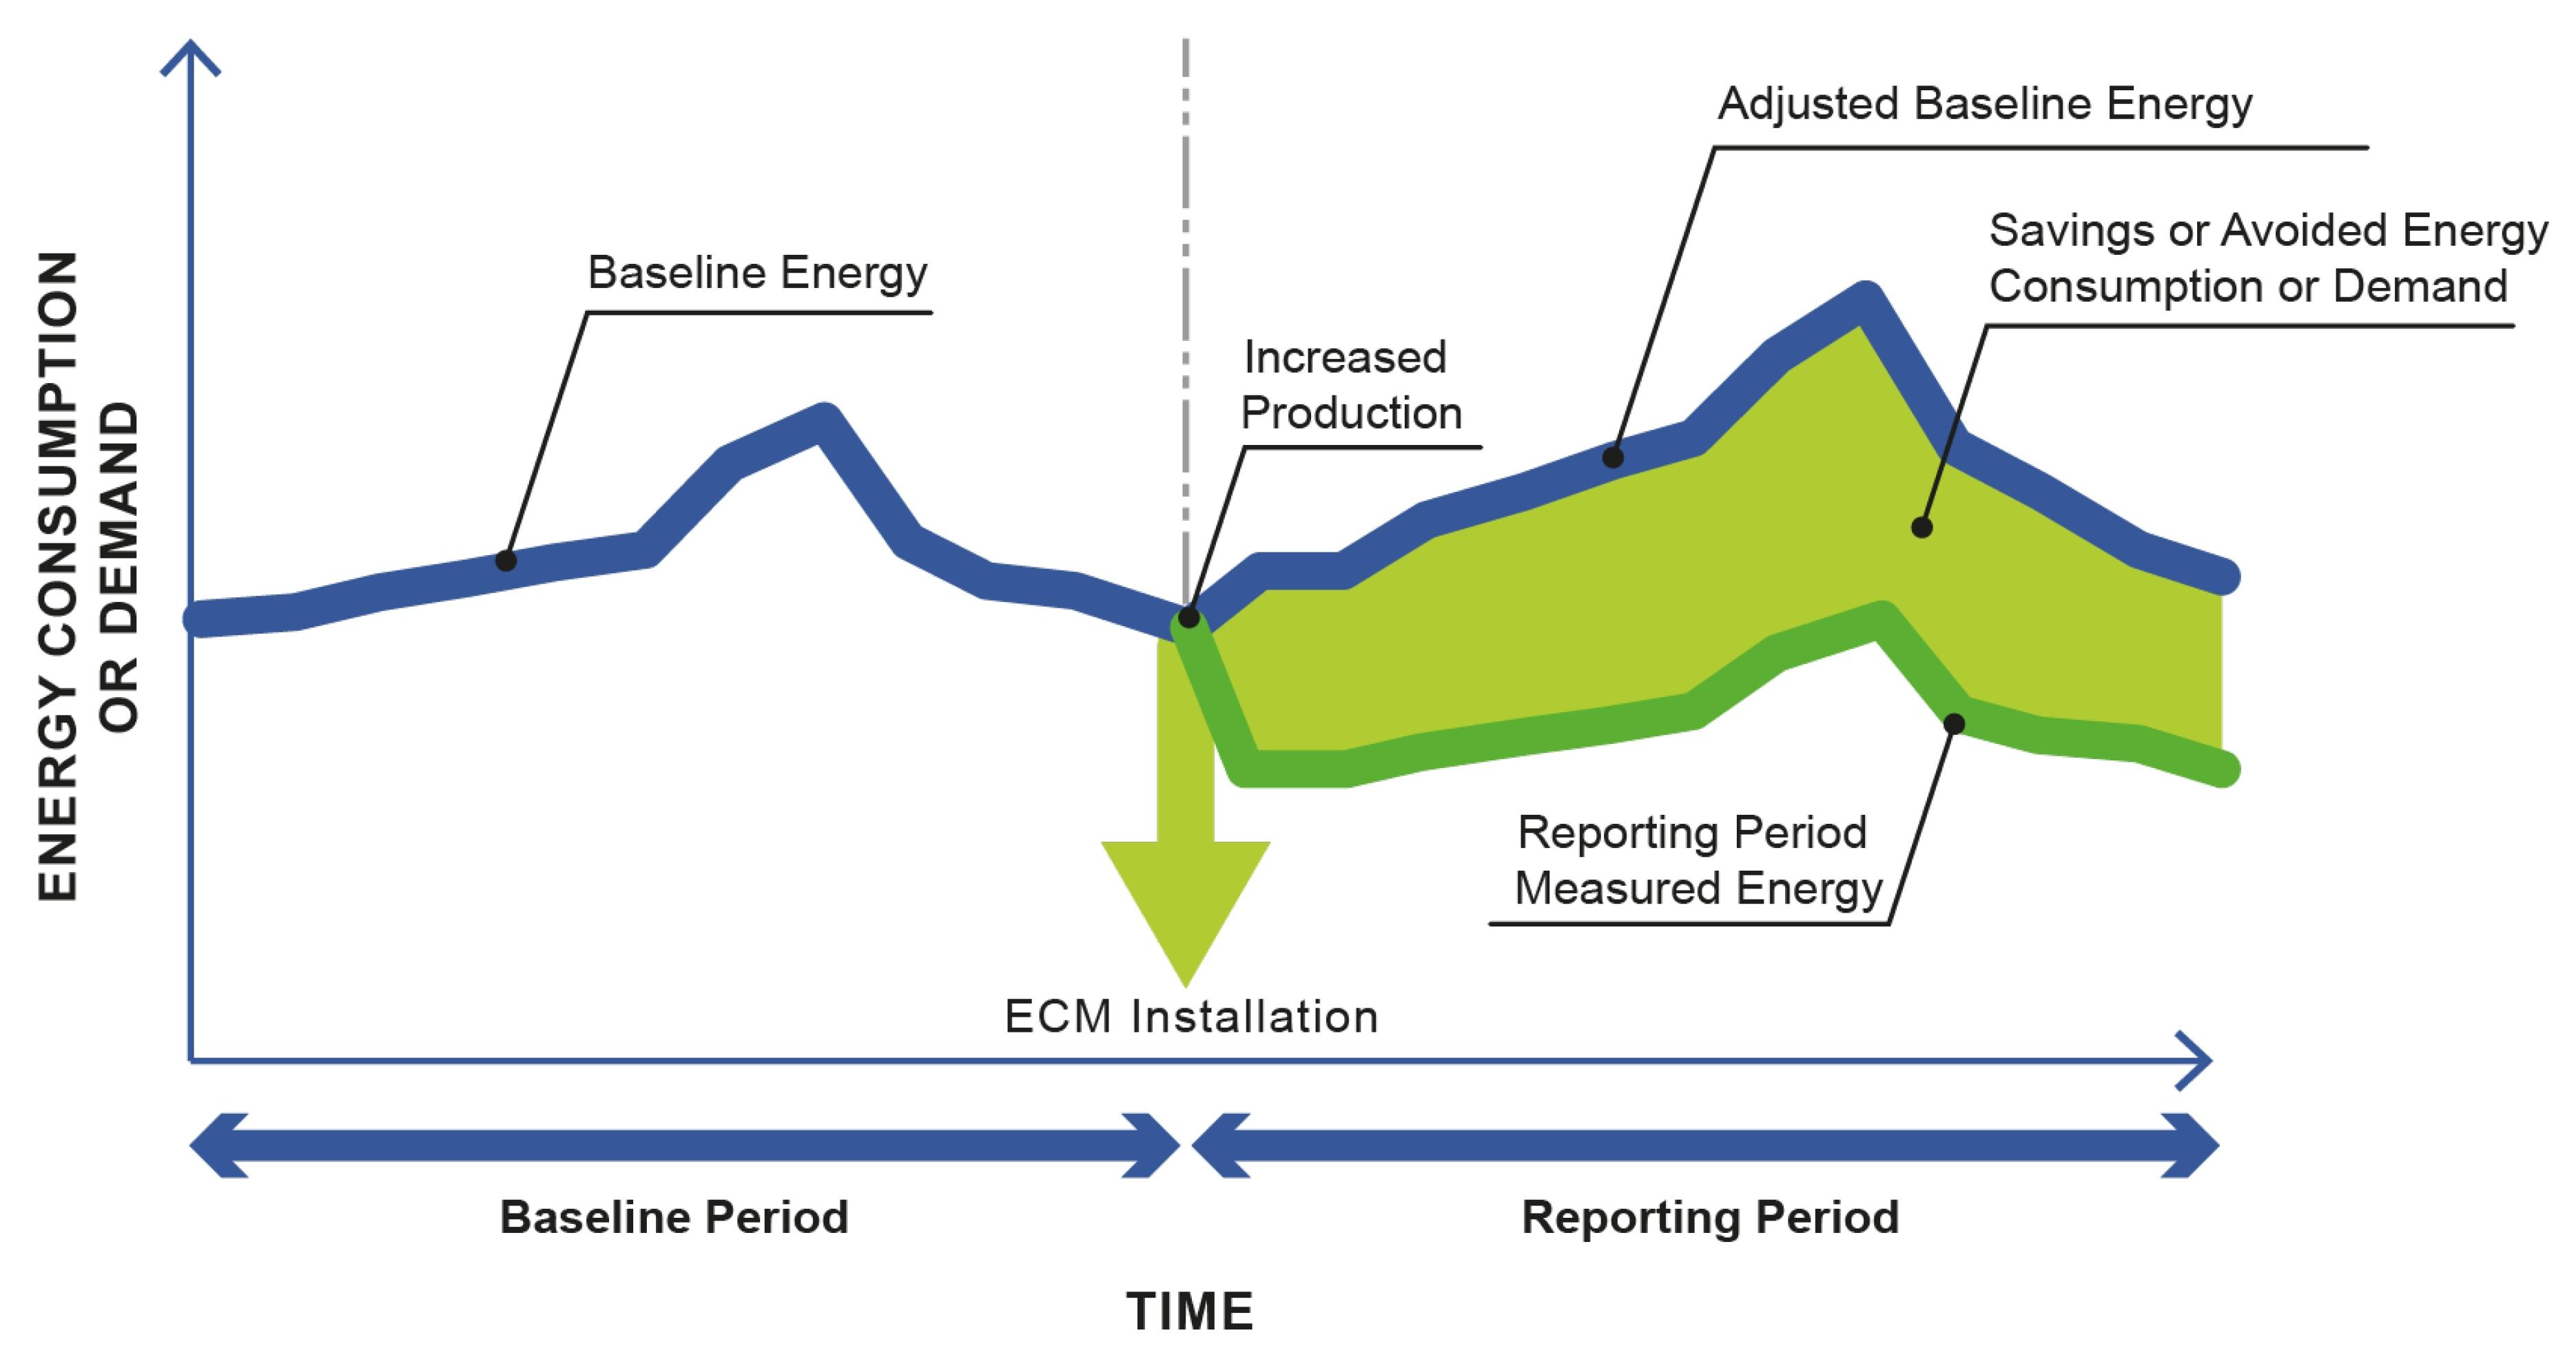 ENERGY CONSUMPTION
OR DEMAND
Baseline Energy
Increased
Production
Adjusted Baseline Energy
Savings or Avoided Energy
Consumption or Demand
Reporting Period
Measured Energy
ECM Installation
Baseline Period
Reporting Period
TIME